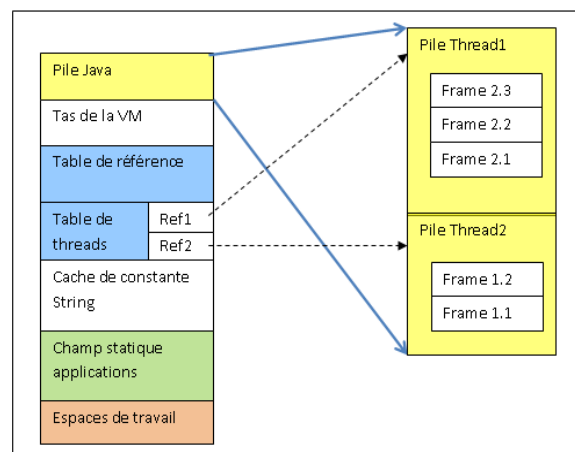 Pile Java
Tas de la VM
Table de référence
Table de
threads
Ref1
Ref2
Cache de constante
String
Champ statique
applications
Espaces de travail
Pile Thread1
Frame 2.3
Frame 2.2
Frame 2.1
Pile Thread2
Frame 1.2
Frame 1.1